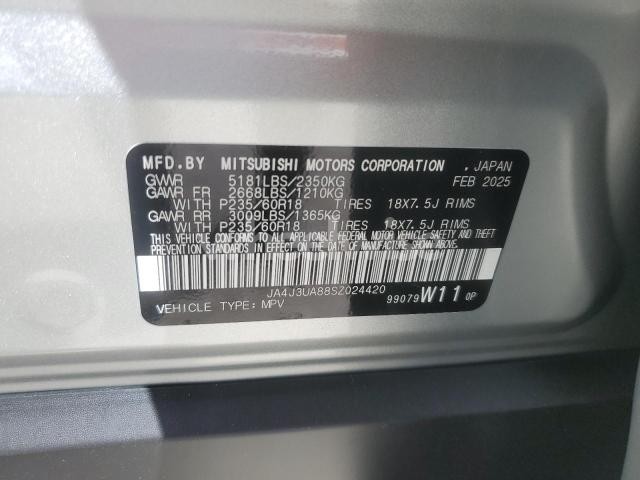 MFD.BY MITSUBISHI MOTORS CORPORATION , JAPAN
GVWR 5181LBS/2350KG FEB 2025
GAWR FR 2668LBS/1210KG
WITH P235/60R18 TIRES 18X7.5J RIMS
GAWR RR 3009LBS/1365KG
WITH P235/60R18 TIRES 18X7.5J RIMS
THIS VEHICLE CONFORMS TO ALL APPLICABLE FEDERAL MOTOR VEHICLE SAFETY AND THEFT
PREVENTION STANDARDS IN EFFECT ON THE DATE OF MANUFACTURE SHOWN ABOVE.
JA4J3UA88SZ024420
VEHICLE TYPE: MPV 99079 W11 0P